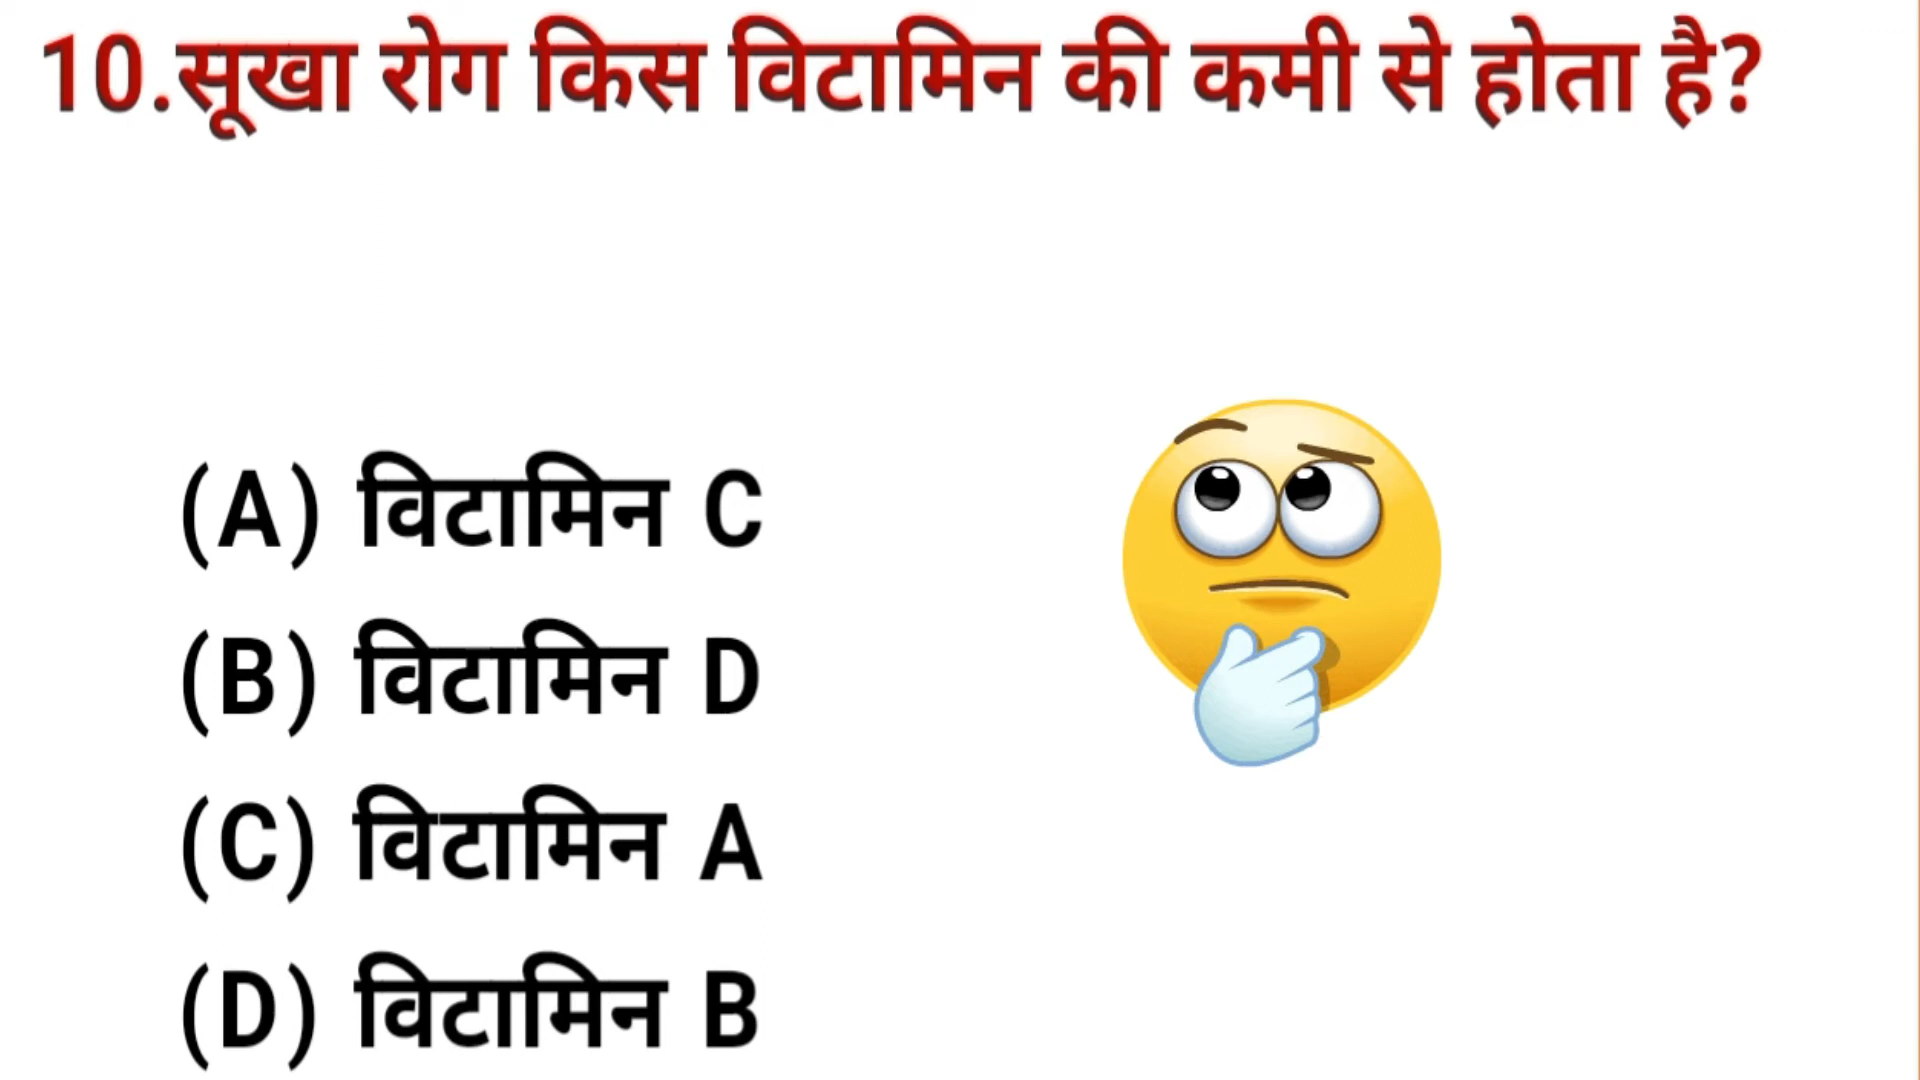 10.सूखा रोग किस विटामिन की कमी से होता है?
(A) विटामिन C
(B) विटामिन D
(C) विटामिन A
(D) विटामिन B